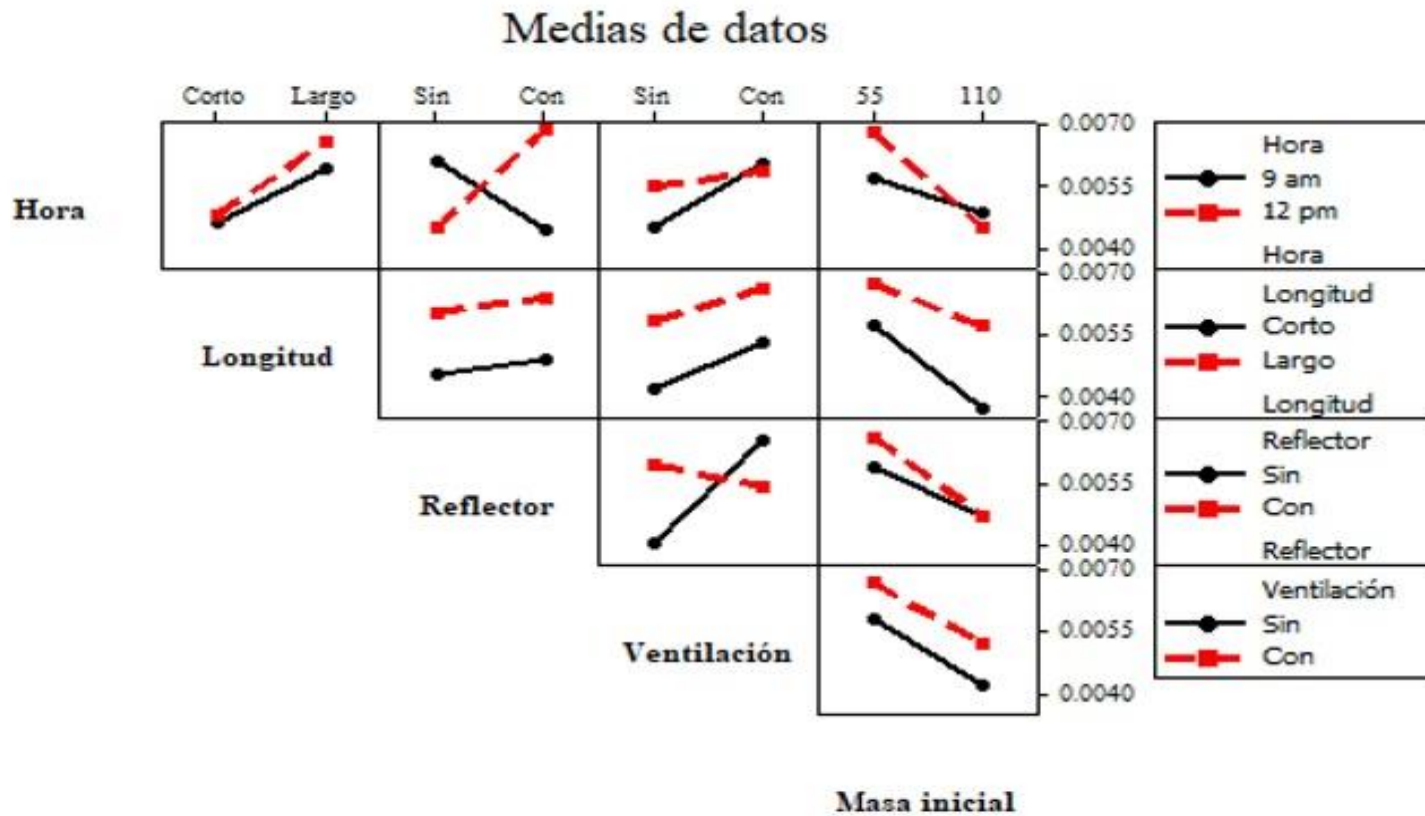 Medias de datos
Corto Largo Sin Con Sin Con 55 110
Hora
0.0070
0.0055
0.0040
Hora
9 am
12 pm
Hora
Longitud
0.0070
0.0055
0.0040
Longitud
Corto
Largo
Longitud
Reflector
0.0070
0.0055
0.0040
Reflector
Sin
Con
Reflector
Ventilación
0.0070
0.0055
0.0040
Ventilación
Sin
Con
Masa inicial